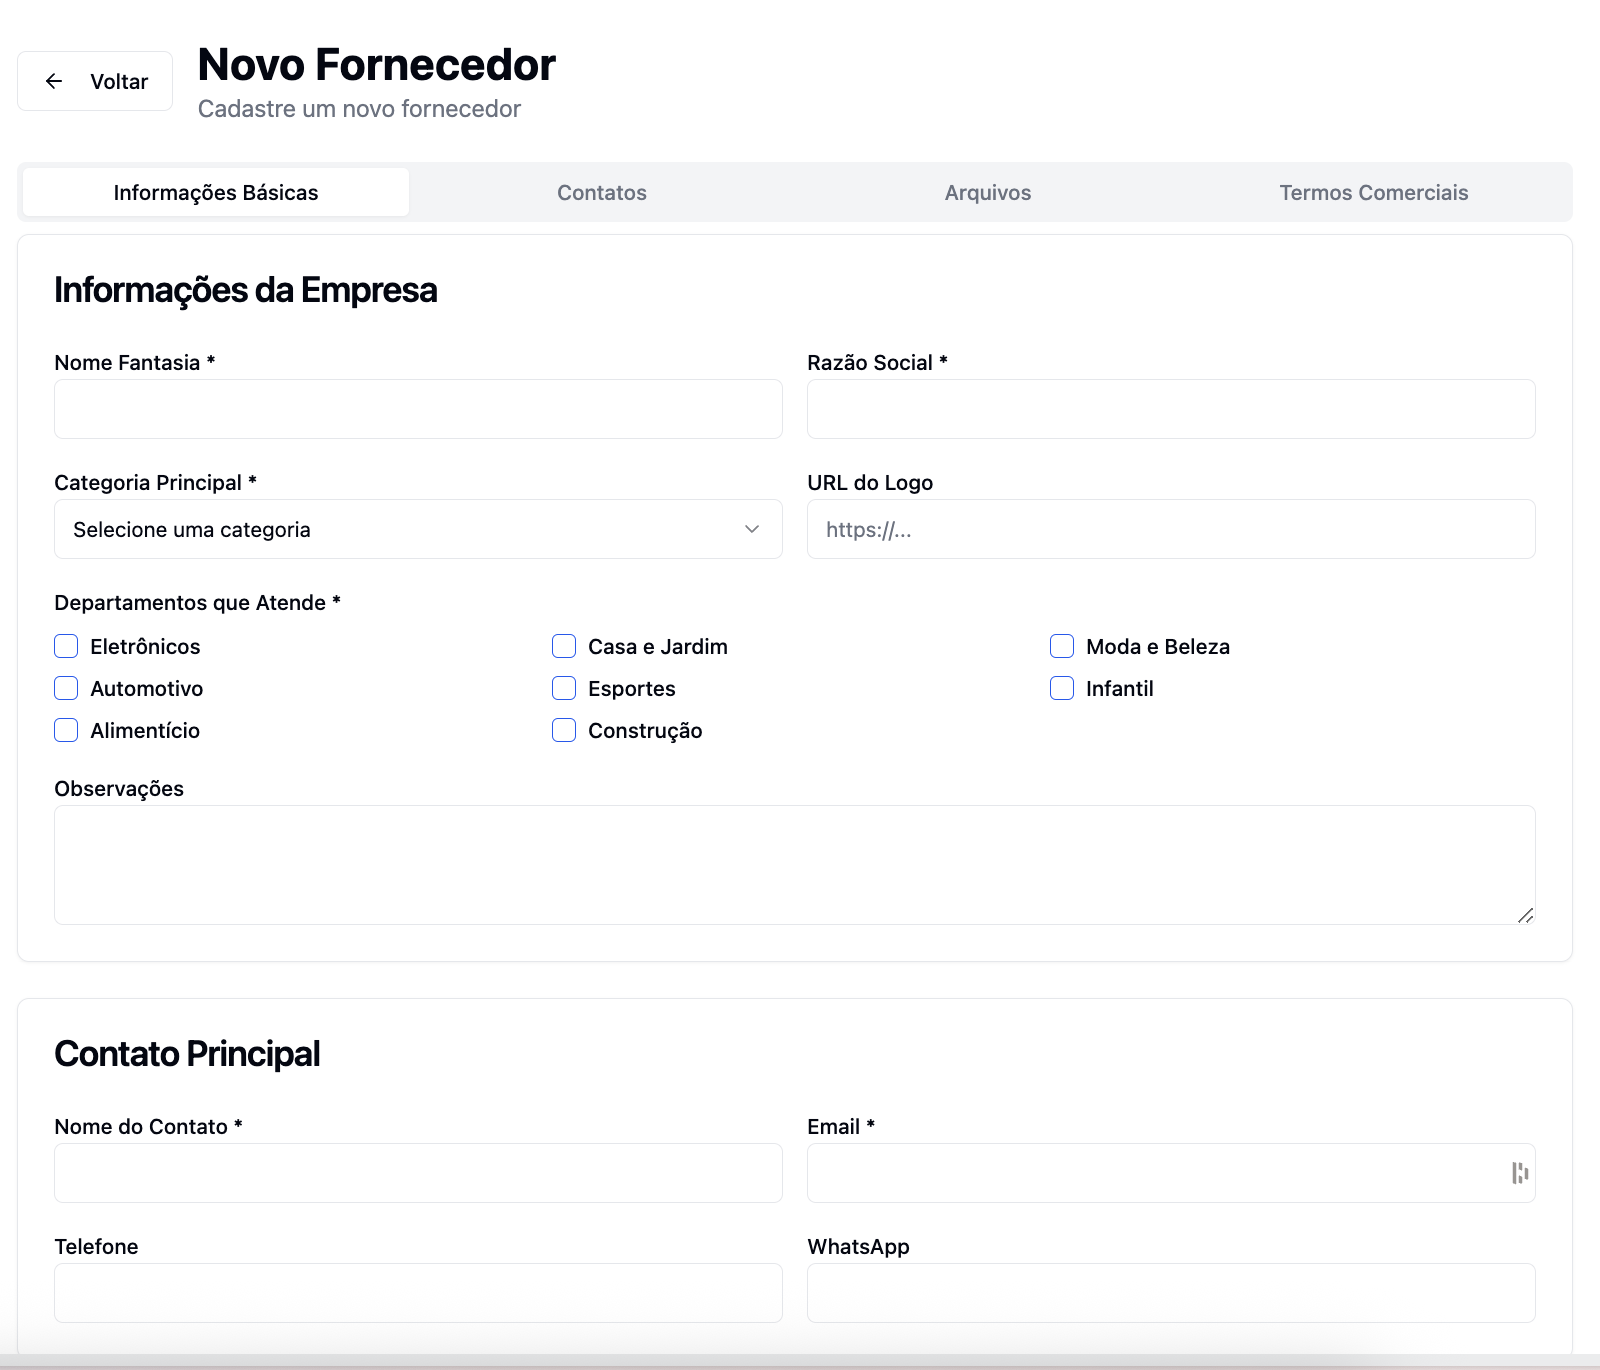 Voltar
Novo Fornecedor
Cadastre um novo fornecedor
Informações Básicas
Contatos
Arquivos
Termos Comerciais
Informações da Empresa
Nome Fantasia *
Razão Social *
Categoria Principal *
URL do Logo
Selecione uma categoria
https://...
Departamentos que Atende *
Eletrônicos
Casa e Jardim
Moda e Beleza
Automotivo
Esportes
Infantil
Alimentício
Construção
Observações
Contato Principal
Nome do Contato *
Email *
Telefone
WhatsApp